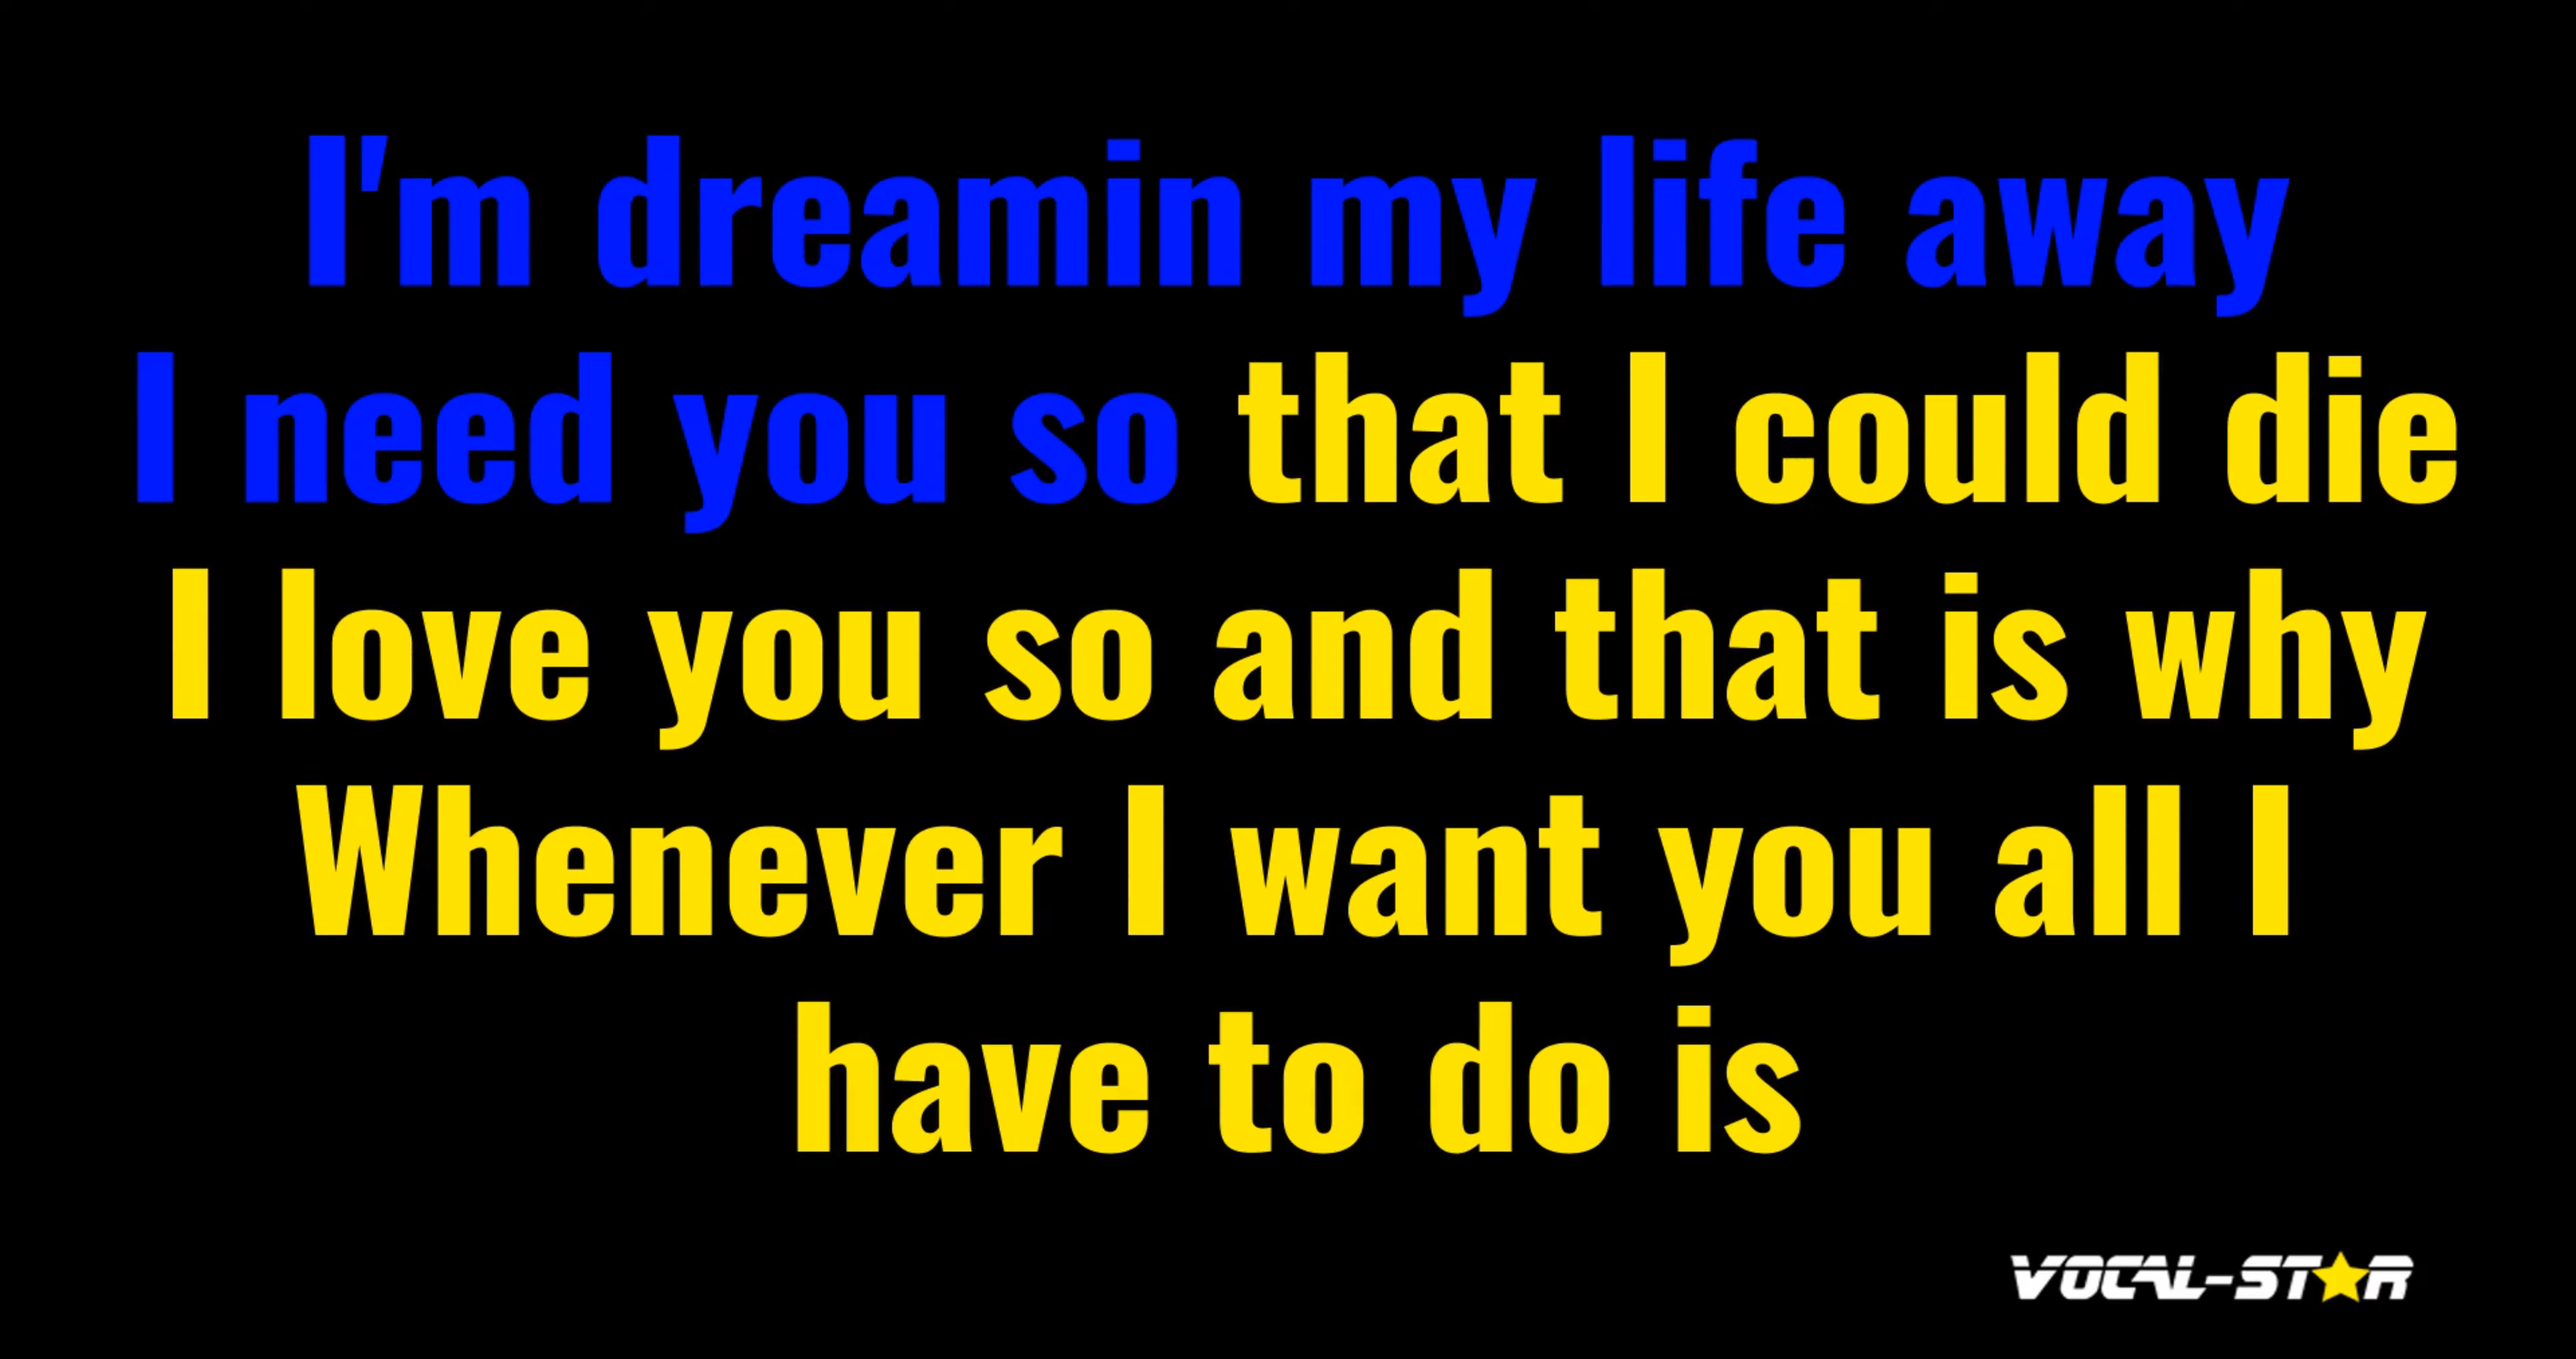 I'm dreamin my life away
I need you so that I could die
I love you so and that is why
Whenever I want you all I
have to do is
VOCAL-STAR